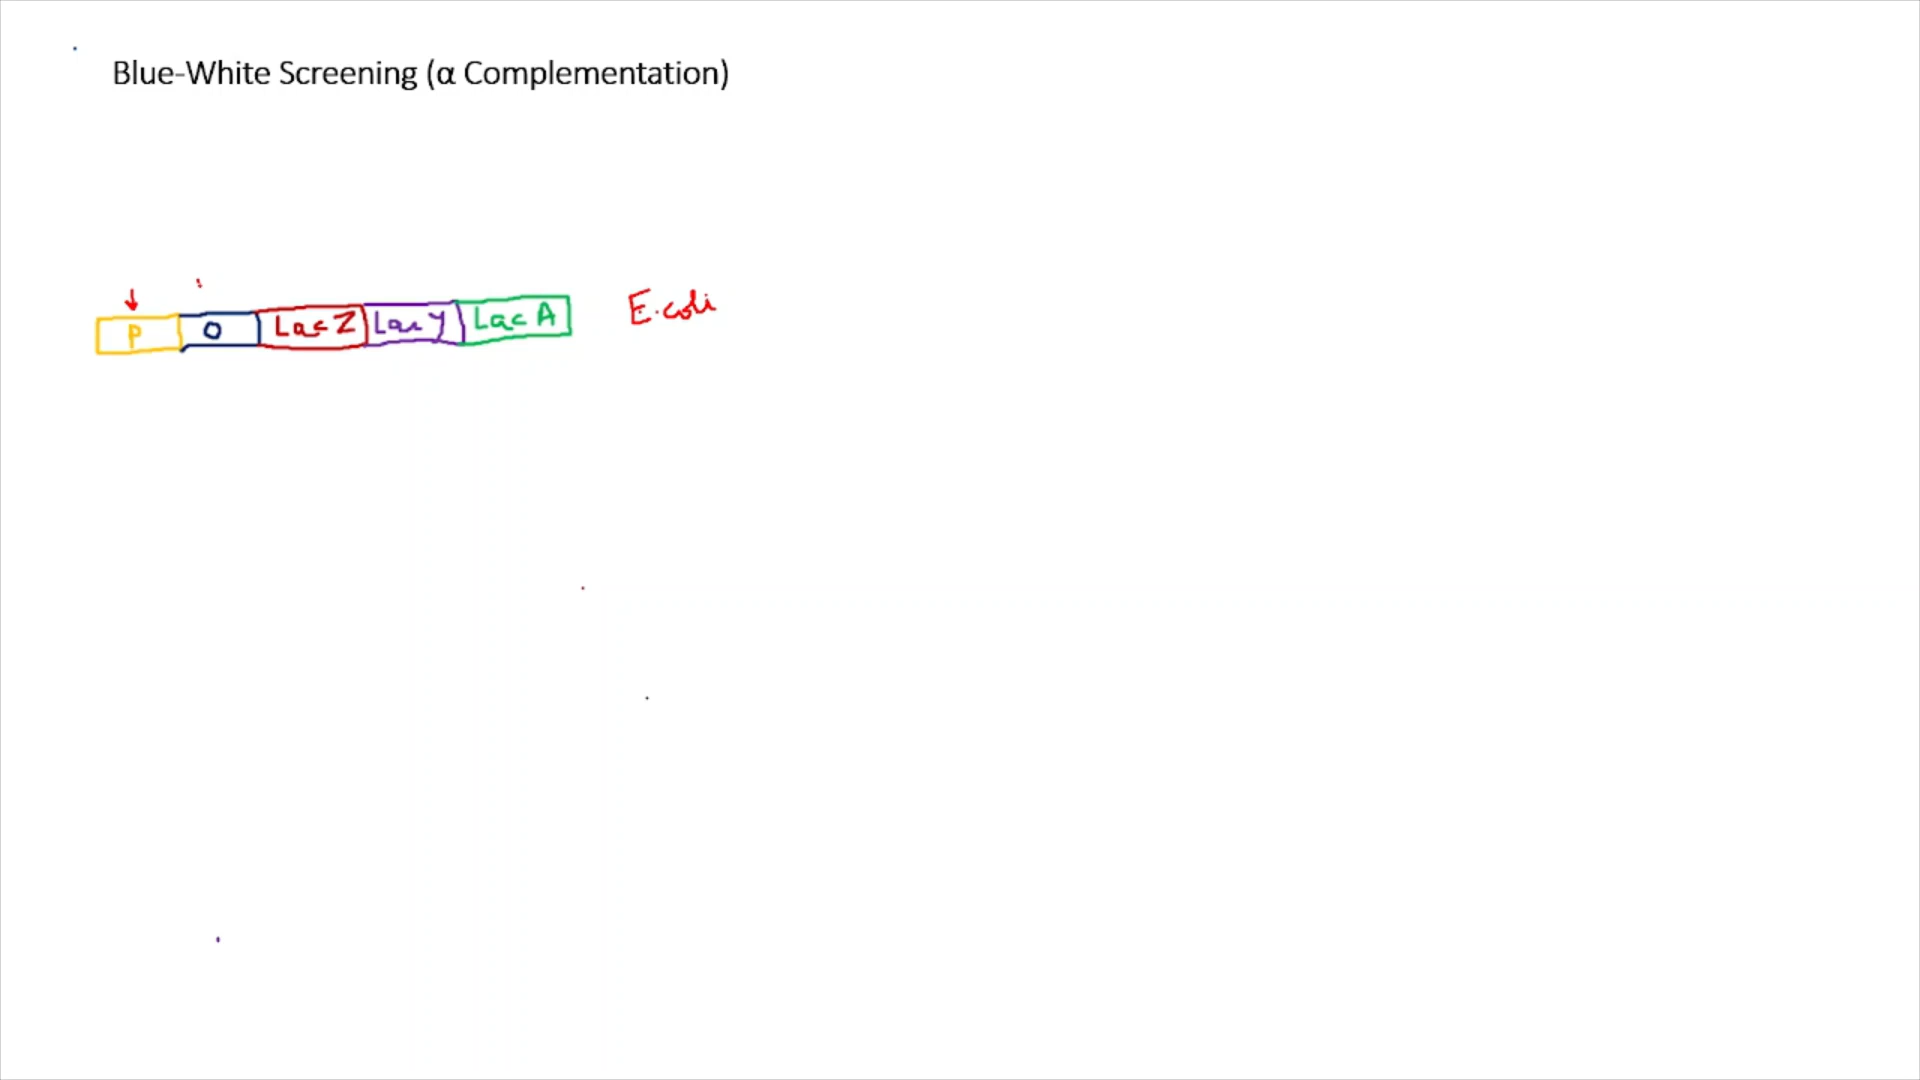 Blue-White Screening (α Complementation)
P O Lac Z Lac Y Lac A E.coli